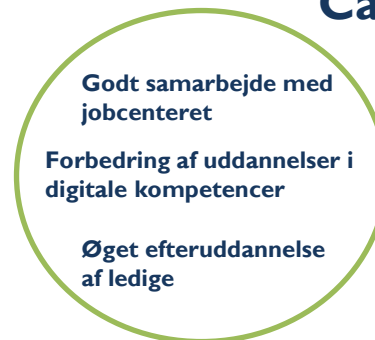 Ca
Godt samarbejde med
jobcenteret
Forbedring af uddannelser i
digitale kompetencer
Øget efteruddannelse
af ledige